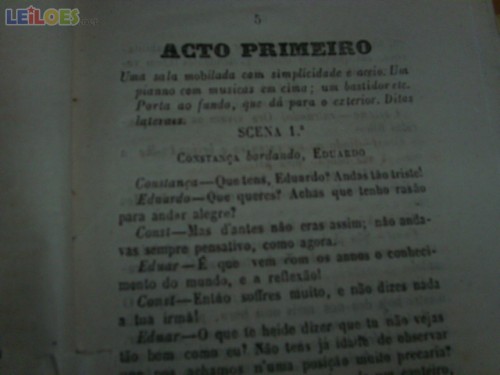 LEILOES
5
ACTO PRIMEIRO
Uma sala mobilada com simplicidade e aceio. Um
pianno com musicas em cima; um bastidor etc.
Porta ao fundo, que dá para o exterior. Ditas
lateraes.
SCENA 1.ª
CONSTANÇA bordando, EDUARDO
Constança—Que tens, Eduardo? Andas tão triste!
Eduardo—Que queres? Achas que tenho razão
para andar alegre?
Const—Mas d'antes não eras assim; não anda-
vas sempre pensativo, como agora.
Eduar—É que vem com os annos o conheci-
mento do mundo, e a reflexão!
Const—Então soffres muito, e não dizes nada
a tua irmã!
Eduar—O que te heide dizer que tu não vejas
tão bem como eu? Não tens já idade de observar
que nos achamos n'uma posição muito precaria?